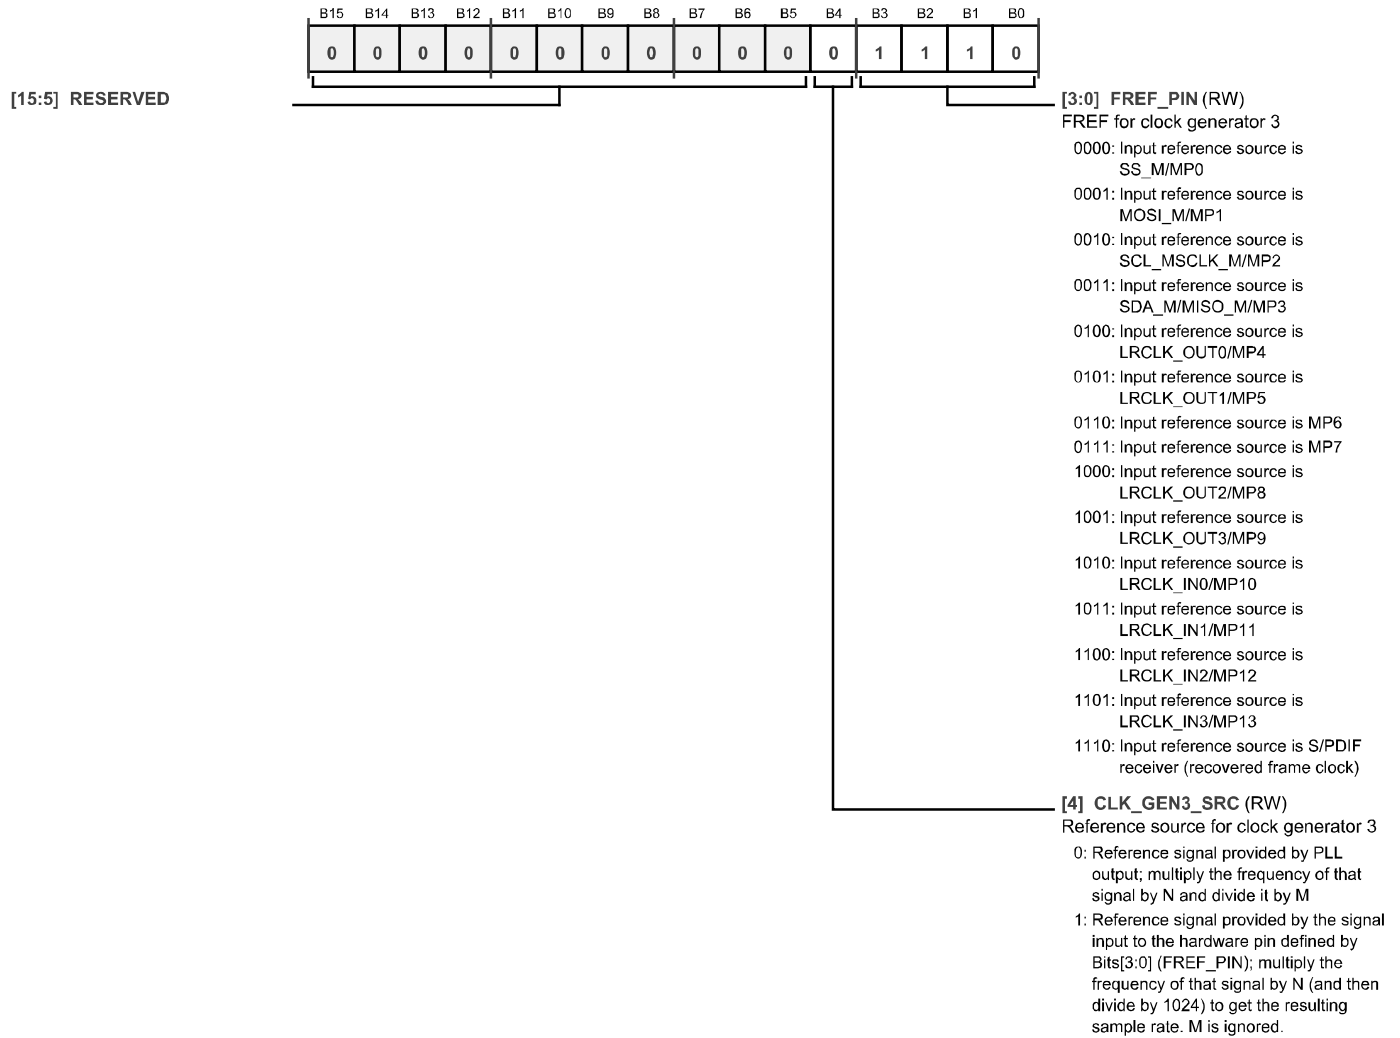 B15 B14 B13 B12 B11 B10 B9 B8 B7 B6 B5 B4 B3 B2 B1 B0
0 0 0 0 0 0 0 0 0 0 0 0 1 1 1 0
[15:5] RESERVED
[3:0] FREF_PIN (RW)
FREF for clock generator 3
0000: Input reference source is
SS_M/MP0
0001: Input reference source is
MOSI_M/MP1
0010: Input reference source is
SCL_MSCLK_M/MP2
0011: Input reference source is
SDA_M/MISO_M/MP3
0100: Input reference source is
LRCLK_OUT0/MP4
0101: Input reference source is
LRCLK_OUT1/MP5
0110: Input reference source is MP6
0111: Input reference source is MP7
1000: Input reference source is
LRCLK_OUT2/MP8
1001: Input reference source is
LRCLK_OUT3/MP9
1010: Input reference source is
LRCLK_IN0/MP10
1011: Input reference source is
LRCLK_IN1/MP11
1100: Input reference source is
LRCLK_IN2/MP12
1101: Input reference source is
LRCLK_IN3/MP13
1110: Input reference source is S/PDIF
receiver (recovered frame clock)
[4] CLK_GEN3_SRC (RW)
Reference source for clock generator 3
0: Reference signal provided by PLL
output; multiply the frequency of that
signal by N and divide it by M
1: Reference signal provided by the signal
input to the hardware pin defined by
Bits[3:0] (FREF_PIN); multiply the
frequency of that signal by N (and then
divide by 1024) to get the resulting
sample rate. M is ignored.